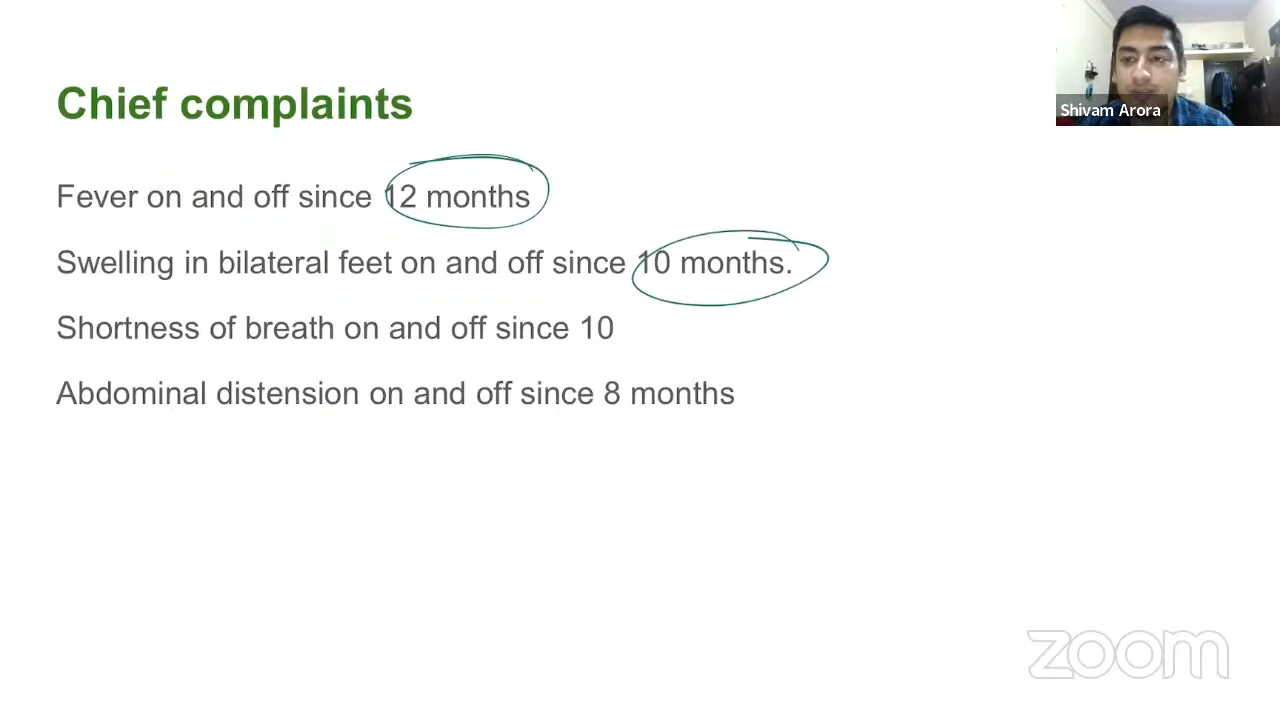 Chief complaints
Shivam Arora
Fever on and off since 12 months
Swelling in bilateral feet on and off since 10 months.
Shortness of breath on and off since 10
Abdominal distension on and off since 8 months
zoom